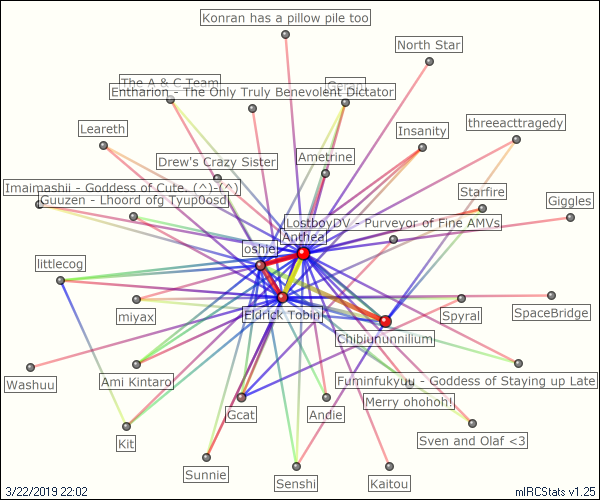 Konran has a pillow pile too
North Star
The A & C Team
Geran
Entharion - The Only Truly Benevolent Dictator
Leareth
Insanity
threeacttragedy
Drew's Crazy Sister
Ametrine
Imaimashii - Goddess of Cute. (^)-(^)
Starfire
Guuzen - Lhoord ofg Tyup0osd
Giggles
LostboyDV - Purveyor of Fine AMVs
Anthea
oshie
littlecog
miyax
Eldrick Tobin
Spyral
SpaceBridge
Chibiununnilium
Washuu
Ami Kintaro
Fuminfukuyuu - Goddess of Staying up Late
Merry ohohoh!
Gcat
Andie
Kit
Sven and Olaf <3
Sunnie
Senshi
Kaitou
3/22/2019 22:02
mIRCStats v1.25